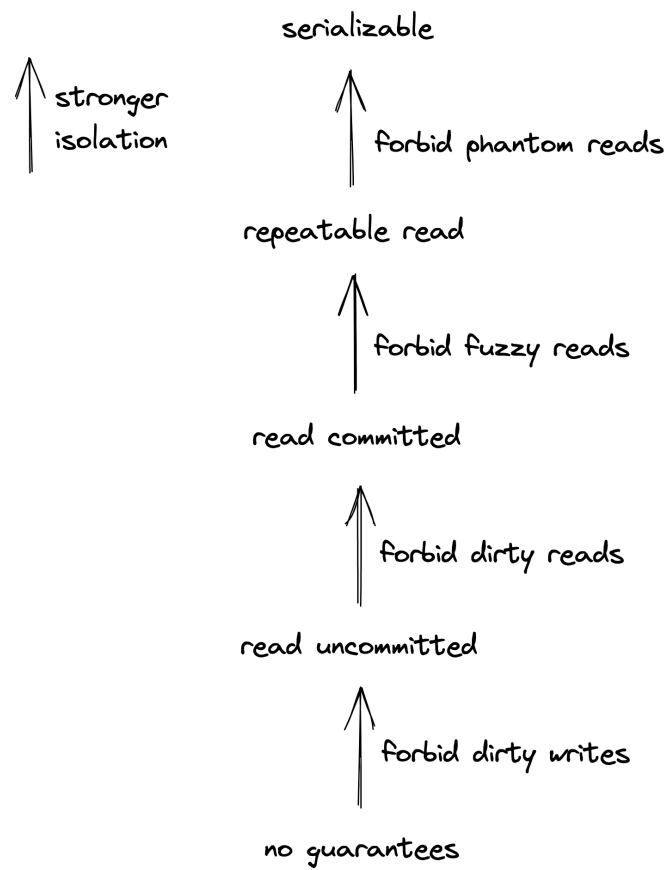 serializable
stronger
isolation
forbid phantom reads
repeatable read
forbid fuzzy reads
read committed
forbid dirty reads
read uncommitted
forbid dirty writes
no guarantees